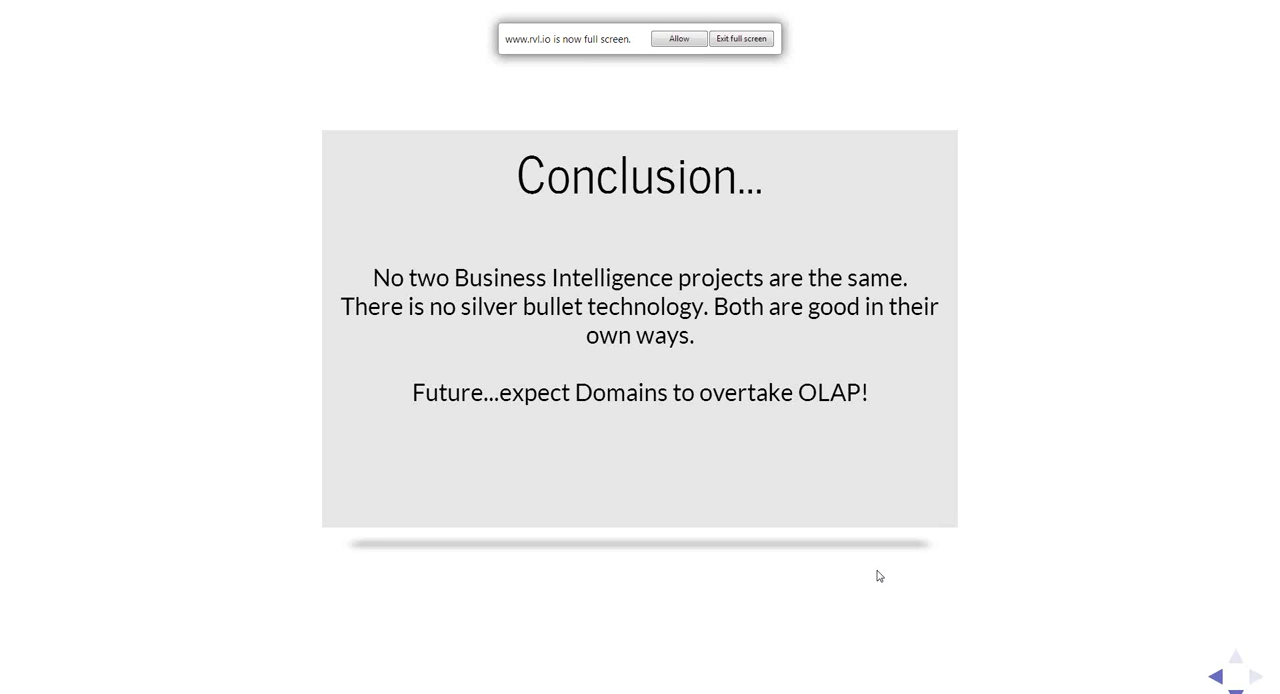 www.rvl.io is now full screen.
Allow
Exit full screen
Conclusion...
No two Business Intelligence projects are the same.
There is no silver bullet technology. Both are good in their
own ways.
Future...expect Domains to overtake OLAP!